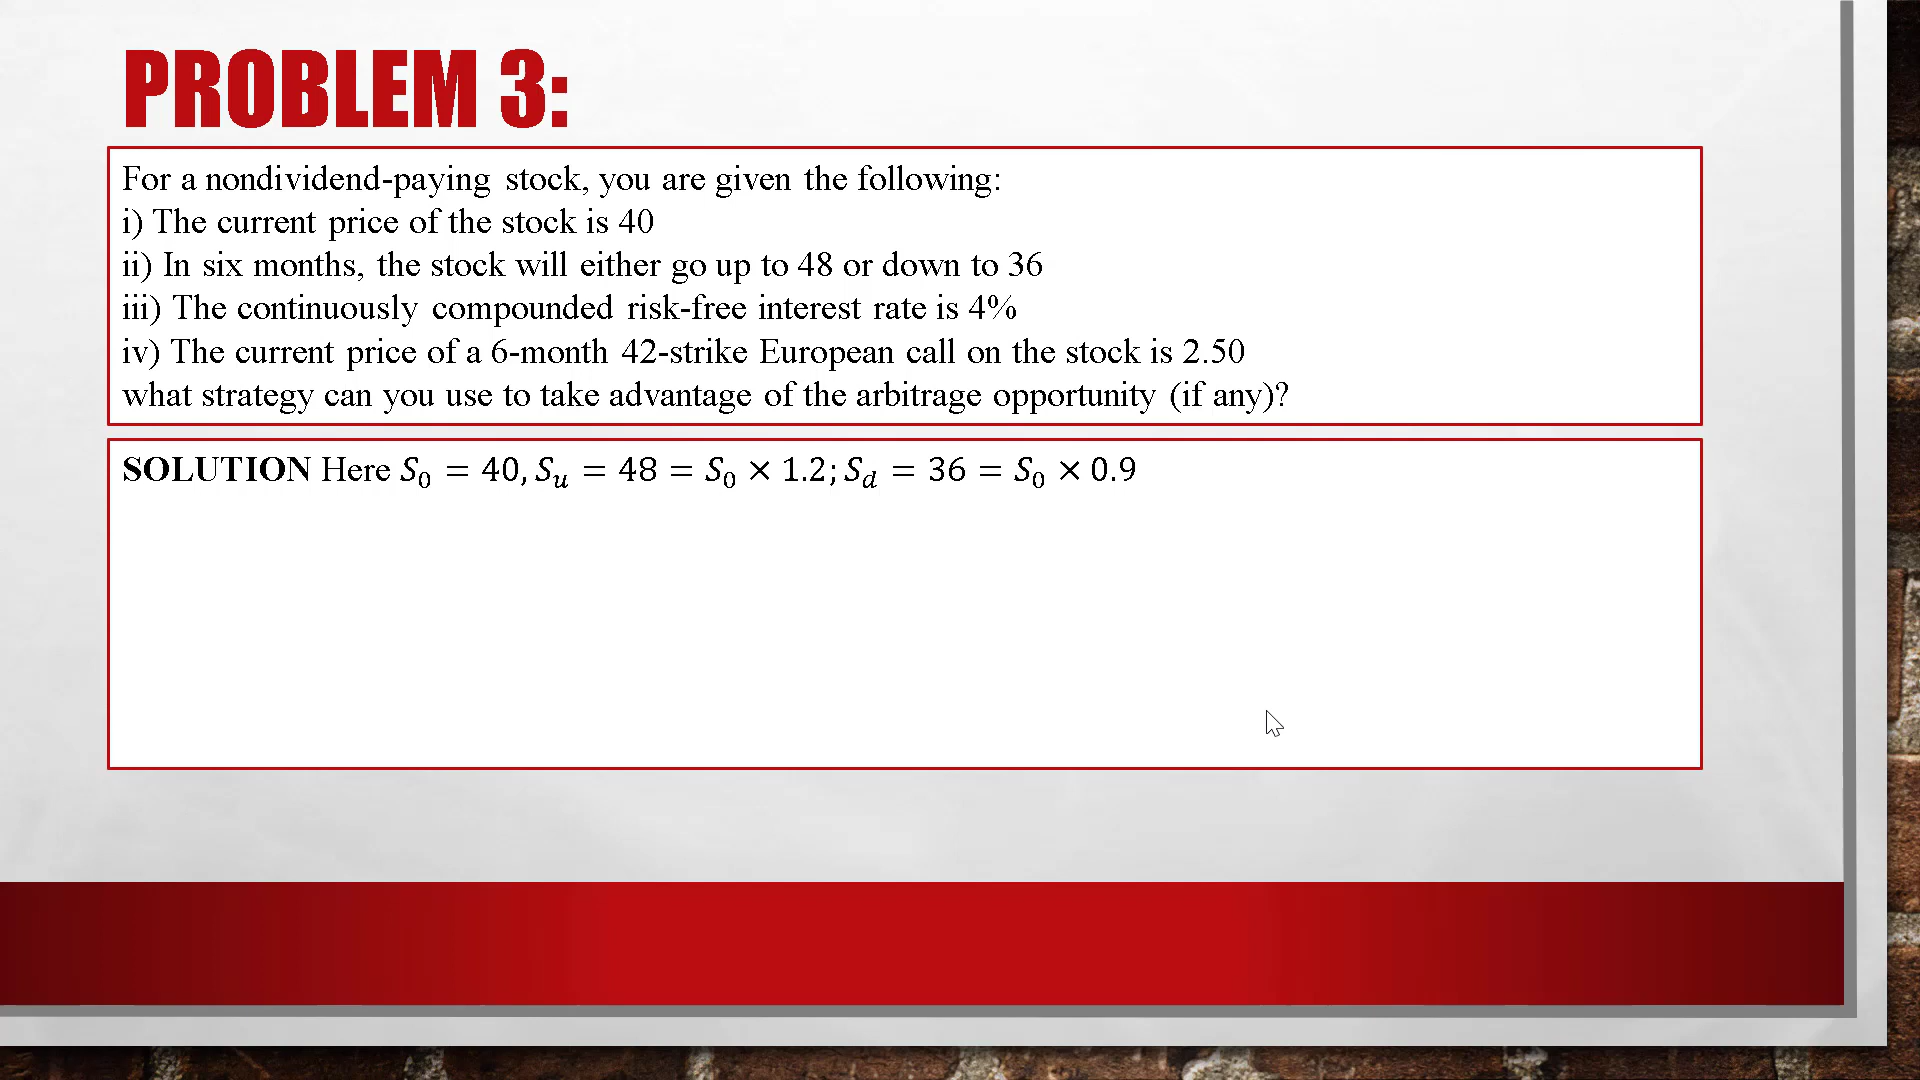 PROBLEM 3:
For a nondividend-paying stock, you are given the following:
i) The current price of the stock is 40
ii) In six months, the stock will either go up to 48 or down to 36
iii) The continuously compounded risk-free interest rate is 4%
iv) The current price of a 6-month 42-strike European call on the stock is 2.50
what strategy can you use to take advantage of the arbitrage opportunity (if any)?
SOLUTION Here S₀ = 40, Sᵤ = 48 = S₀ × 1.2; S_d = 36 = S₀ × 0.9